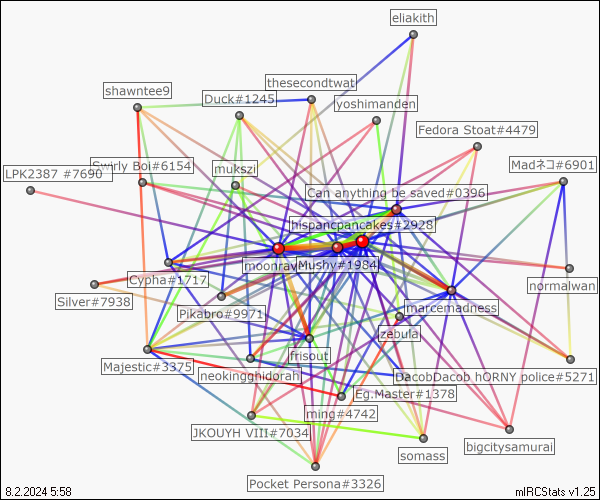 eliakith
shawntee9
thesecondtwat
Duck#1245
yoshimanden
Fedora Stoat#4479
LPK2387 #7690
Swirly Boi#6154
mukszi
Madネコ#6901
Can anything be saved#0396
hispancpancakes#2928
moonray
Mushy#1984
Cypha#1717
normalwan
Silver#7938
Pikabro#9971
marcemadness
zebulai
frisout
Majestic#3375
neokingghidorah
DacobDacob hORNY police#5271
Eg.Master#1378
ming#4742
JKOUYH VIII#7034
bigcitysamurai
somass
Pocket Persona#3326
8.2.2024 5:58
mIRCStats v1.25